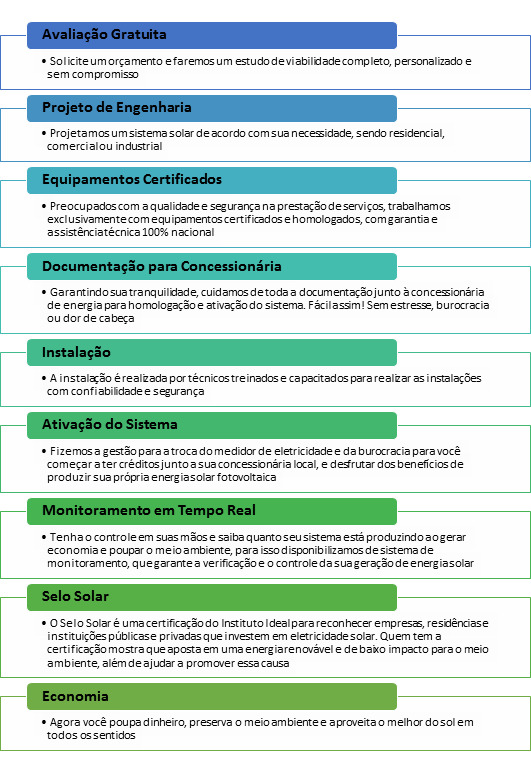 Avaliação Gratuita
• Solicite um orçamento e faremos um estudo de viabilidade completo, personalizado e
sem compromisso
Projeto de Engenharia
• Projetamos um sistema solar de acordo com sua necessidade, sendo residencial,
comercial ou industrial
Equipamentos Certificados
• Preocupados com a qualidade e segurança na prestação de serviços, trabalhamos
exclusivamente com equipamentos certificados e homologados, com garantia e
assistência técnica 100% nacional
Documentação para Concessionária
• Garantindo sua tranquilidade, cuidamos de toda a documentação junto à concessionária
de energia para homologação e ativação do sistema. Fácil assim! Sem estresse, burocracia
ou dor de cabeça
Instalação
• A instalação é realizada por técnicos treinados e capacitados para realizar as instalações
com confiabilidade e segurança
Ativação do Sistema
• Fizemos a gestão para a troca do medidor de eletricidade e da burocracia para você
começar a ter créditos junto a sua concessionária local, e desfrutar dos benefícios de
produzir sua própria energia solar fotovoltaica
Monitoramento em Tempo Real
• Tenha o controle em suas mãos e saiba quanto seu sistema está produzindo ao gerar
economia e poupar o meio ambiente, para isso disponibilizamos de sistema de
monitoramento, que garante a verificação e o controle da sua geração de energia solar
Selo Solar
• O Selo Solar é uma certificação do Instituto Ideal para reconhecer empresas, residências e
instituições públicas e privadas que investem em eletricidade solar. Quem tem a
certificação mostra que aposta em uma energia renovável e de baixo impacto para o meio
ambiente, além de ajudar a promover essa causa
Economia
• Agora você poupa dinheiro, preserva o meio ambiente e aproveita o melhor do sol em
todos os sentidos